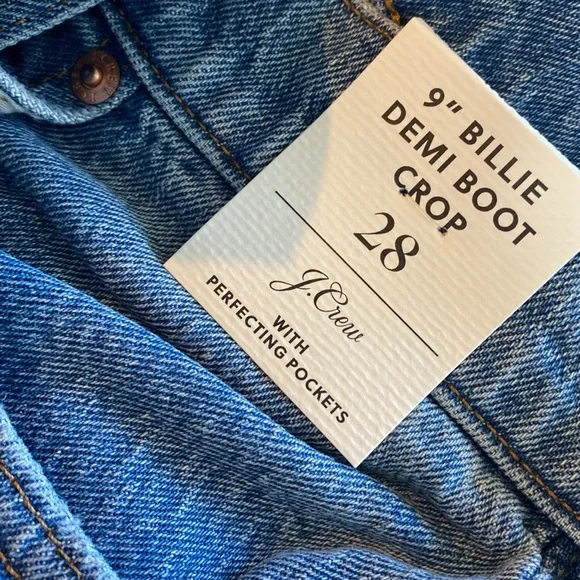 9" BILLIE
DEMI BOOT
CROP
28
J.Crew
WITH
PERFECTING POCKETS